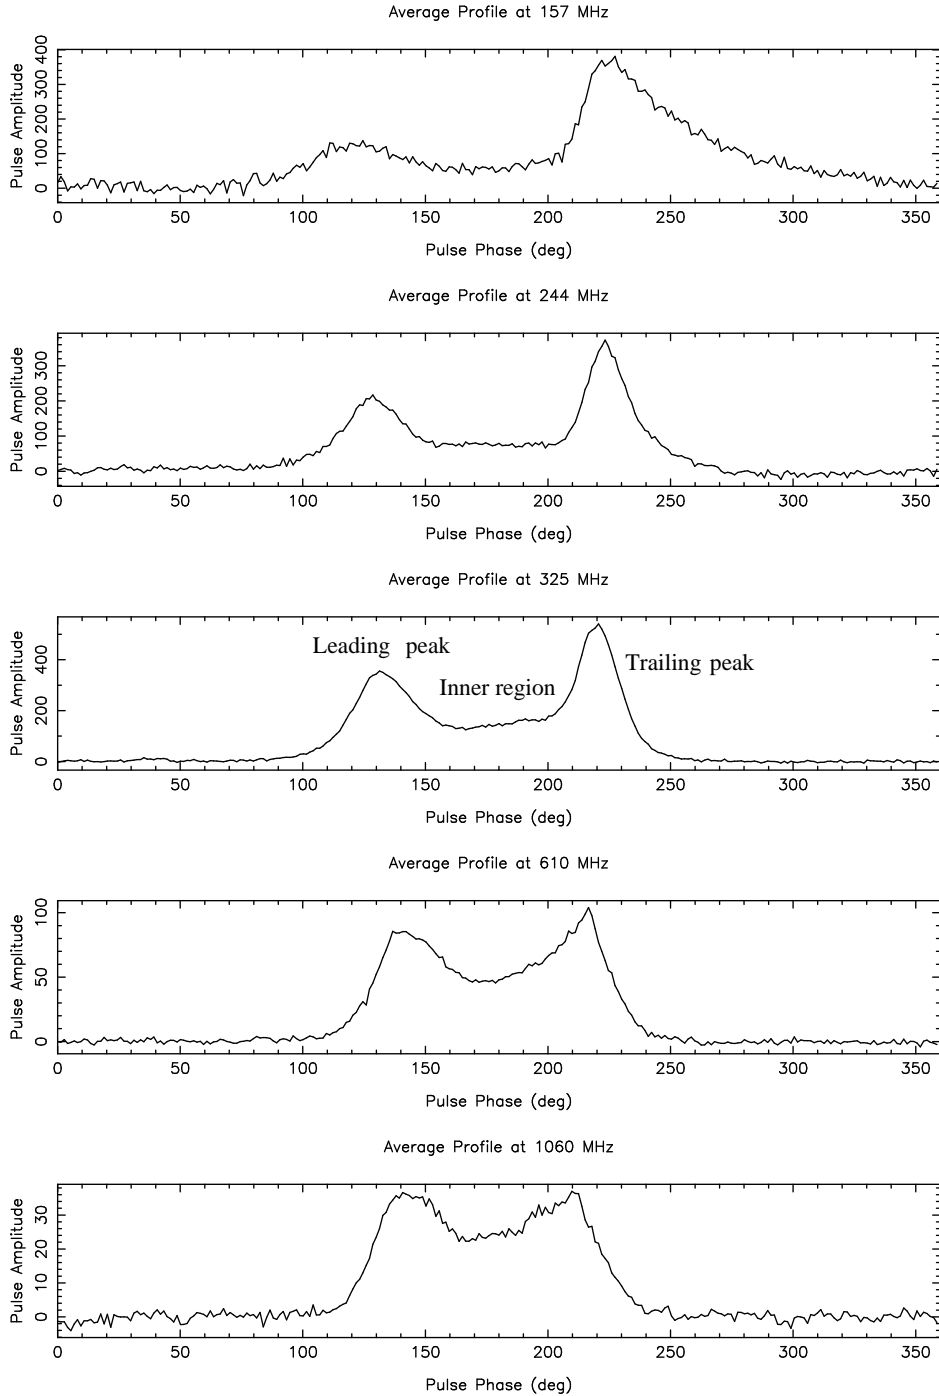 Average Profile at 157 MHz
Pulse Amplitude
0 100 200 300 400
0 50 100 150 200 250 300 350
Pulse Phase (deg)
Average Profile at 244 MHz
Pulse Amplitude
0 100 200 300
0 50 100 150 200 250 300 350
Pulse Phase (deg)
Average Profile at 325 MHz
Pulse Amplitude
0 200 400
Leading peak
Inner region
Trailing peak
0 50 100 150 200 250 300 350
Pulse Phase (deg)
Average Profile at 610 MHz
Pulse Amplitude
0 50 100
0 50 100 150 200 250 300 350
Pulse Phase (deg)
Average Profile at 1060 MHz
Pulse Amplitude
0 10 20 30
0 50 100 150 200 250 300 350
Pulse Phase (deg)